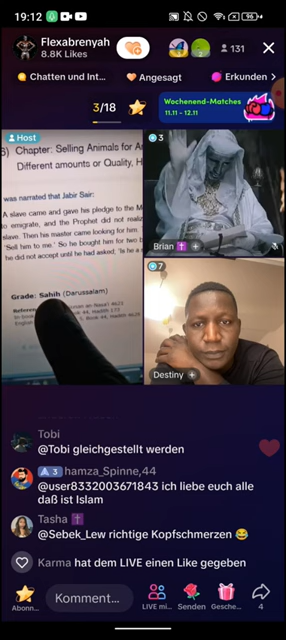 19:12
96
Flexabrenyah
8.8K Likes
131
Chatten und Int...
Angesagt
Erkunden
3/18
Wochenend-Matches
11.11 - 12.11
Host
Chapter: Selling Animals for
Different amounts or Quality,
was narrated that Jabir Sair:
A slave came and gave his pledge to the
to emigrate, and the Prophet did not
slave. Then his master came looking for him.
'Sell him to me.' So he bought him for two
he did not accept until he had asked: 'Is he
Grade: Sahih (Darussalam)
3
Brian
7
Destiny
Tobi
@Tobi gleichgestellt werden
3 hamza_Spinne,44
@user8332003671843 ich liebe euch alle
daß ist Islam
Tasha
@Sebek_Lew richtige Kopfschmerzen
Karma hat dem LIVE einen Like gegeben
Abonn...
Komment...
LIVE mi...
Senden
Gesche...
4